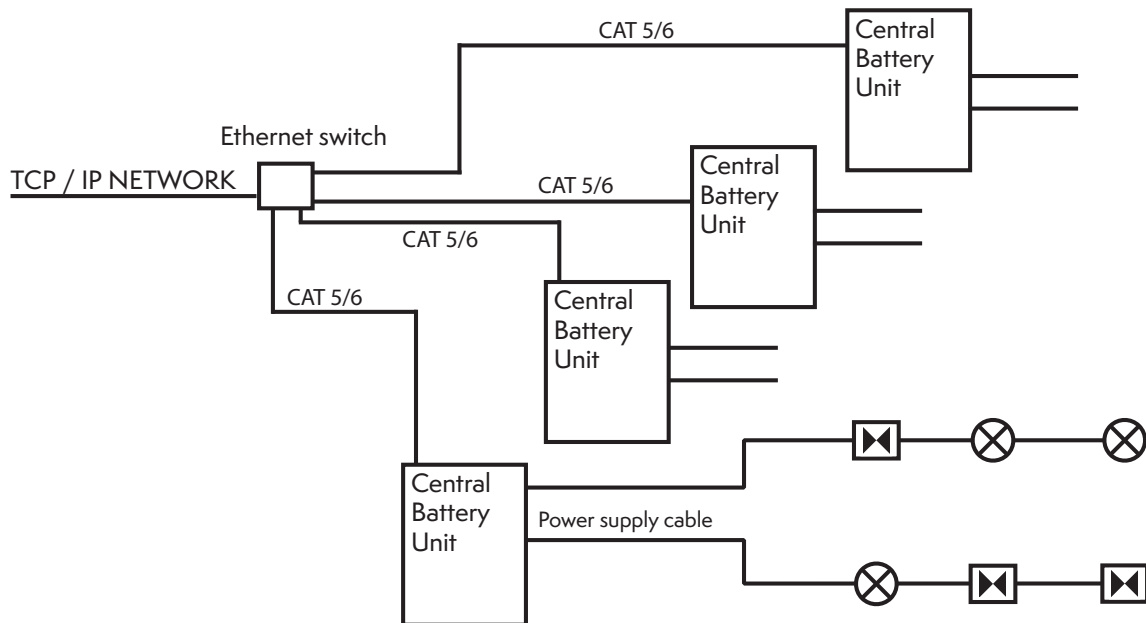 CAT 5/6
Central
Battery
Unit
Ethernet switch
TCP / IP NETWORK
CAT 5/6
Central
Battery
Unit
CAT 5/6
CAT 5/6
Central
Battery
Unit
Central
Battery
Unit
Power supply cable